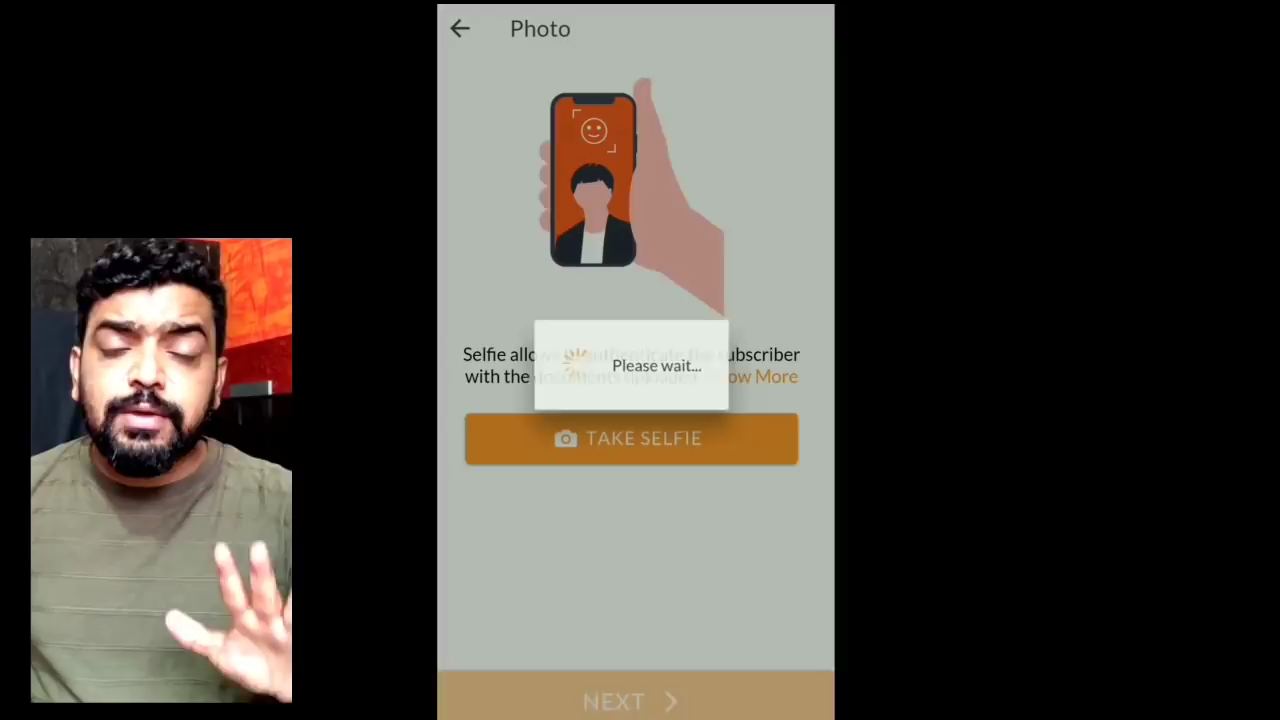 Photo
Selfie allo
ubscriber
with the
ow More
Please wait...
TAKE SELFIE
NEXT